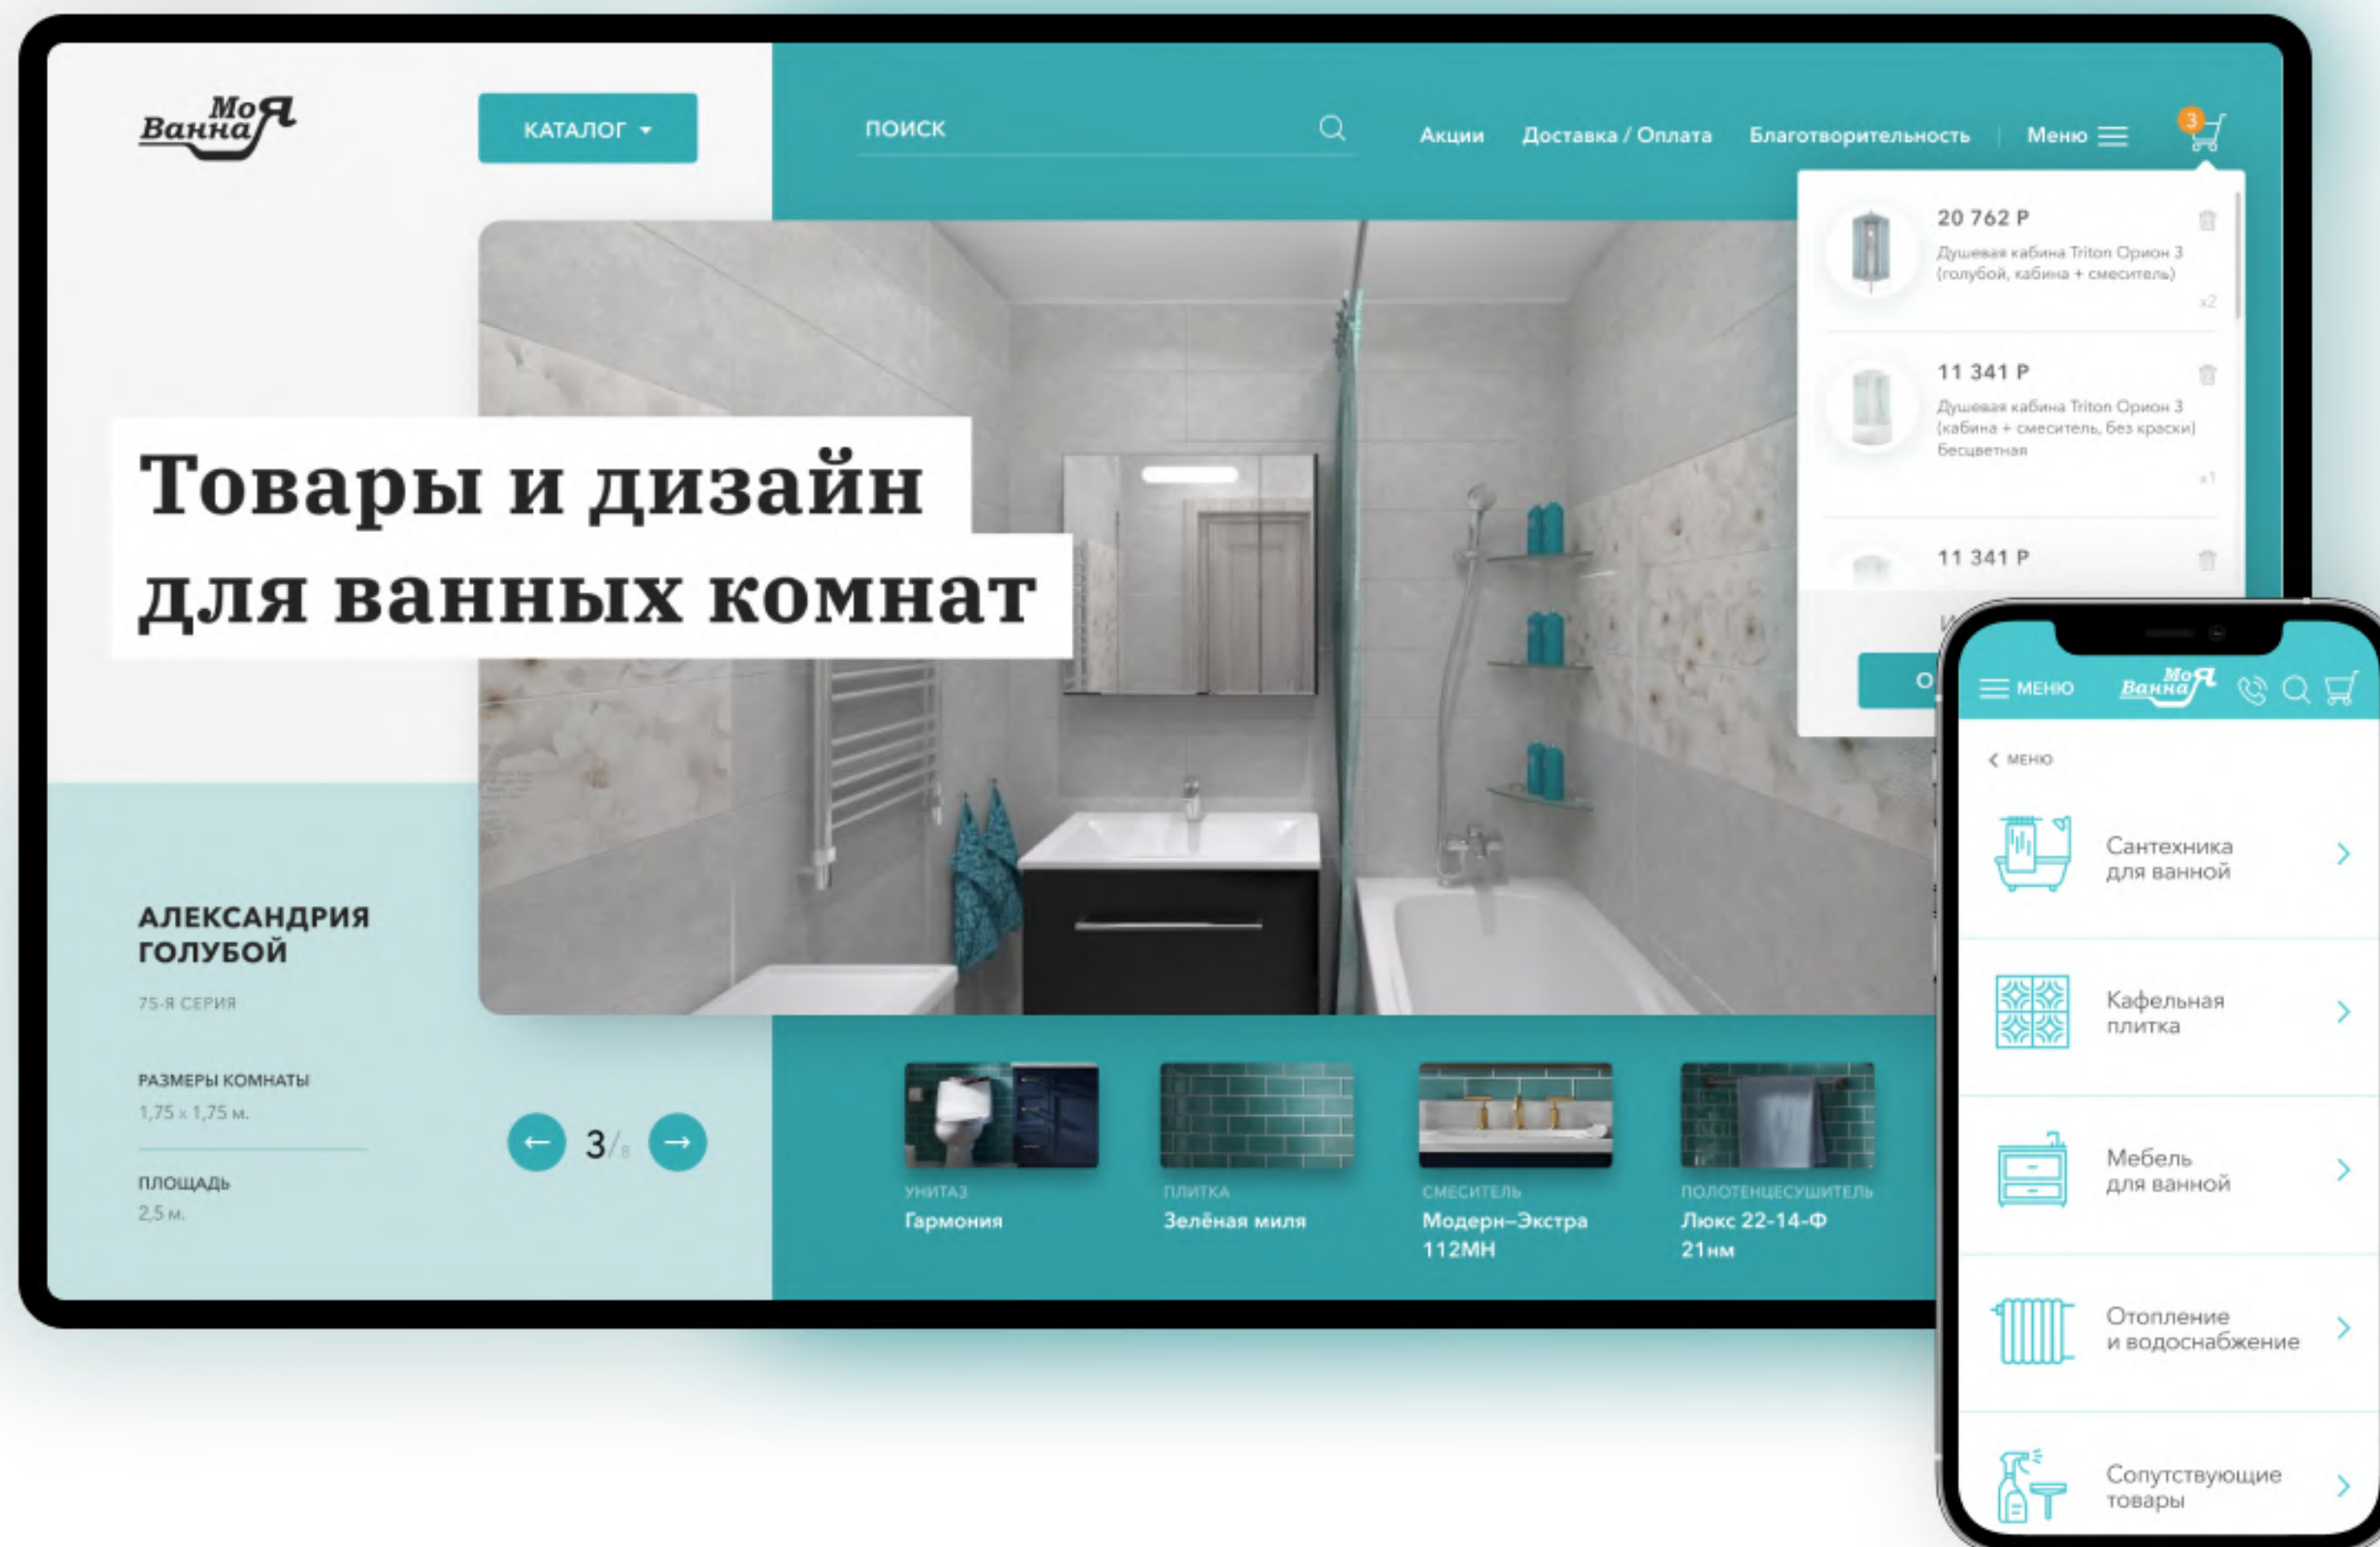 Моя
Ванна
КАТАЛОГ
ПОИСК
Акции
Доставка / Оплата
Благотворительность
Меню
3
20 762 Р
Душевая кабина Triton Орион 3
(голубой, кабина + смеситель)
x2
11 341 Р
Душевая кабина Triton Орион 3
(кабина + смеситель, без краски)
бесцветная
x1
11 341 Р
Товары и дизайн
для ванных комнат
АЛЕКСАНДРИЯ
ГОЛУБОЙ
75-Я СЕРИЯ
РАЗМЕРЫ КОМНАТЫ
1,75 x 1,75 м.
ПЛОЩАДЬ
2,5 м.
3/8
УНИТАЗ
Гармония
ПЛИТКА
Зелёная миля
СМЕСИТЕЛЬ
Модерн–Экстра
112МН
ПОЛОТЕНЦЕСУШИТЕЛЬ
Люкс 22-14-Ф
21нм
МЕНЮ
Моя
Ванна
МЕНЮ
Сантехника
для ванной
Кафельная
плитка
Мебель
для ванной
Отопление
и водоснабжение
Сопутствующие
товары